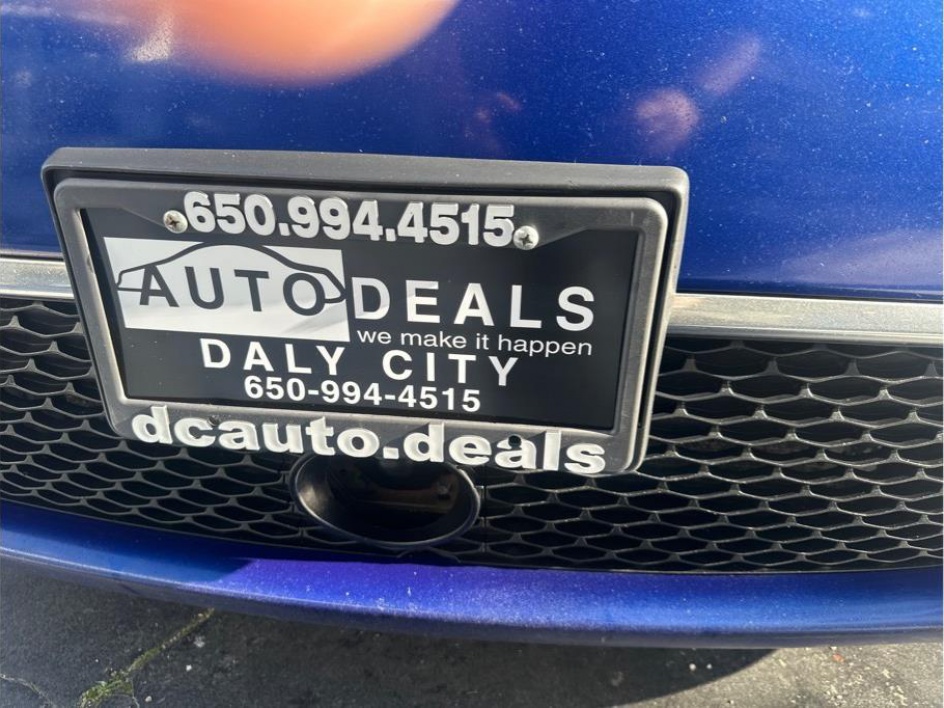 650.994.4515
AUTO DEALS
we make it happen
DALY CITY
650-994-4515
dcauto.deals